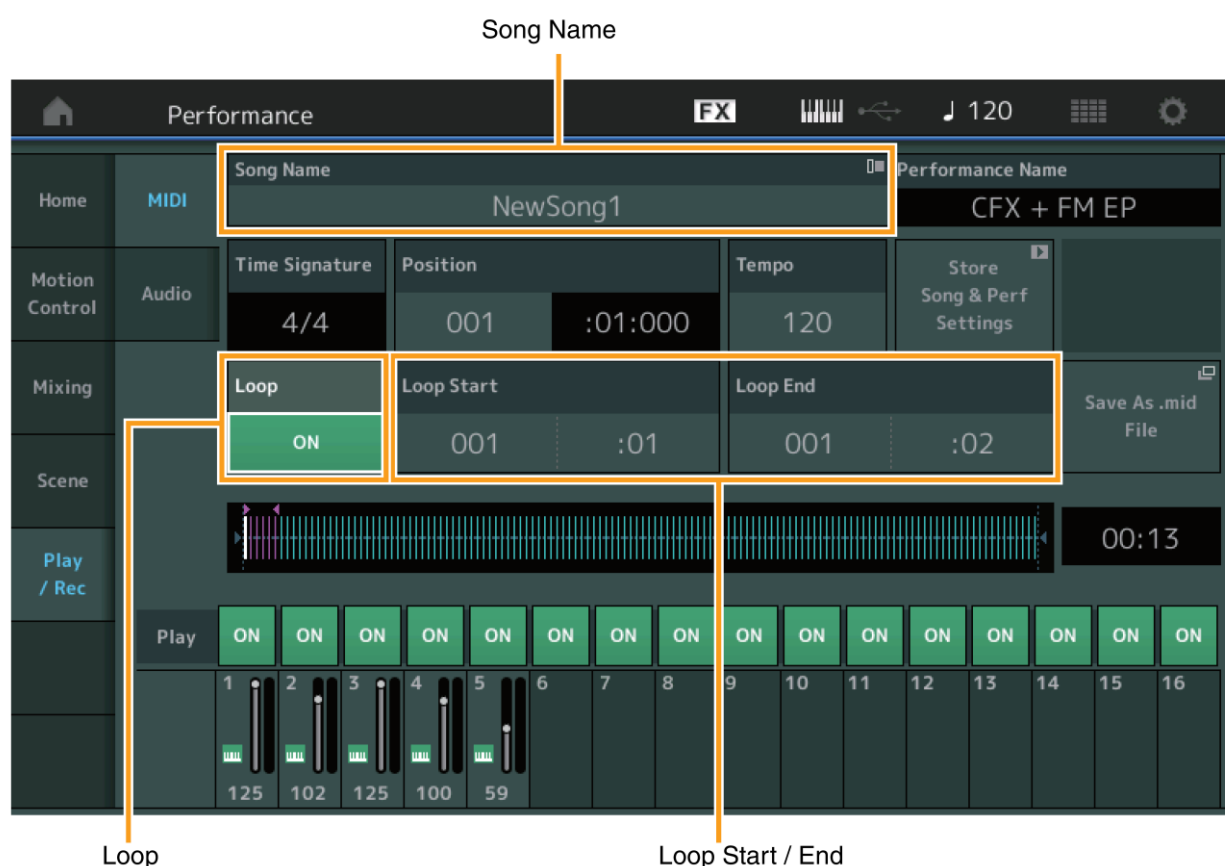 Song Name
Performance
FX
♩ 120
Home
MIDI
Song Name
NewSong1
Performance Name
CFX + FM EP
Motion
Control
Audio
Time Signature
4/4
Position
001 :01:000
Tempo
120
Store
Song & Perf
Settings
Mixing
Loop
ON
Loop Start
001 :01
Loop End
001 :02
Save As .mid
File
Scene
Play
/ Rec
00:13
Play ON ON ON ON ON ON ON ON ON ON ON ON ON ON ON ON
1 2 3 4 5 6 7 8 9 10 11 12 13 14 15 16
125 102 125 100 59
Loop
Loop Start / End